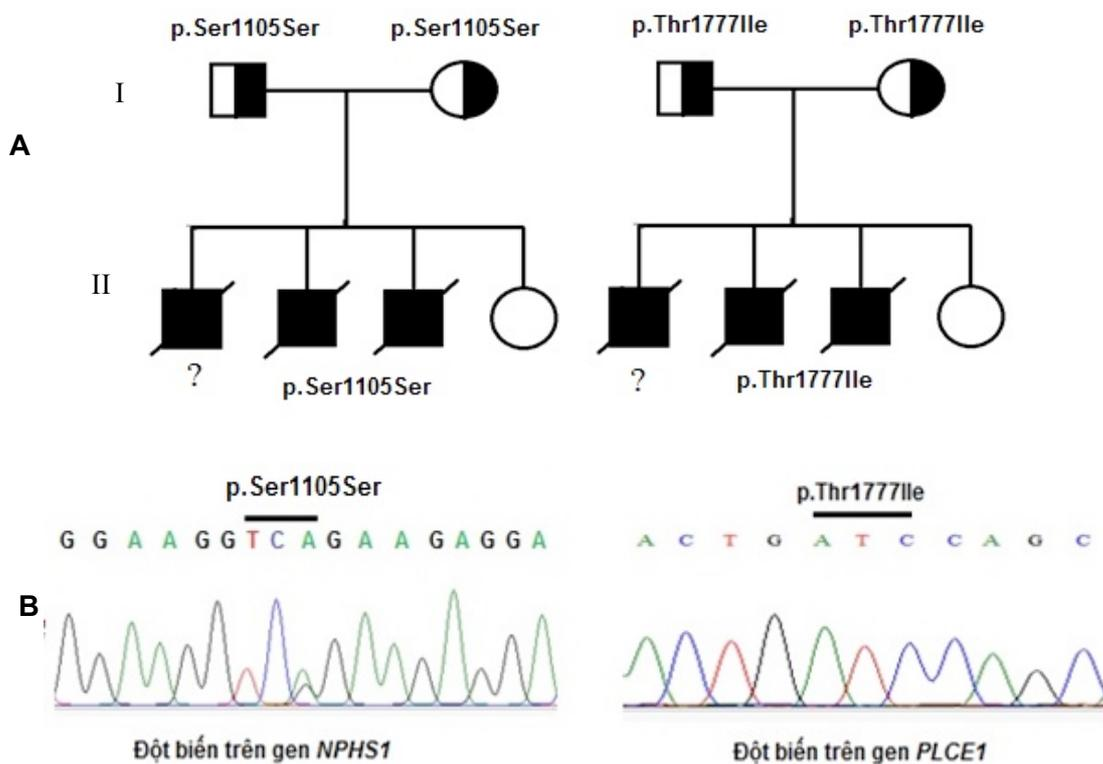 p.Ser1105Ser p.Ser1105Ser p.Thr1777Ile p.Thr1777Ile
I
A
II
? ?
p.Ser1105Ser p.Thr1777Ile
p.Ser1105Ser p.Thr1777Ile
G G A A G G T C A G A A G A G G A A C T G A T C C A G C
B
Đột biến trên gen NPHS1 Đột biến trên gen PLCE1